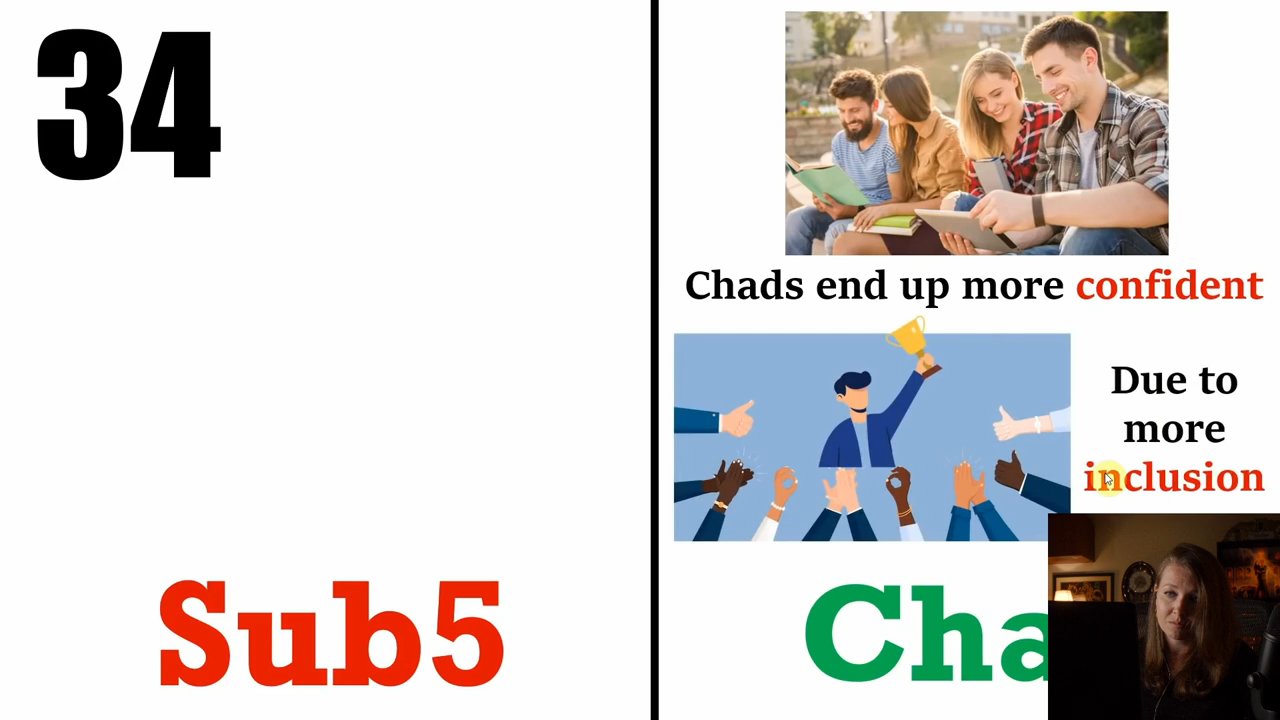 34
Sub5
Chads end up more confident
Due to
more
inclusion
Cha